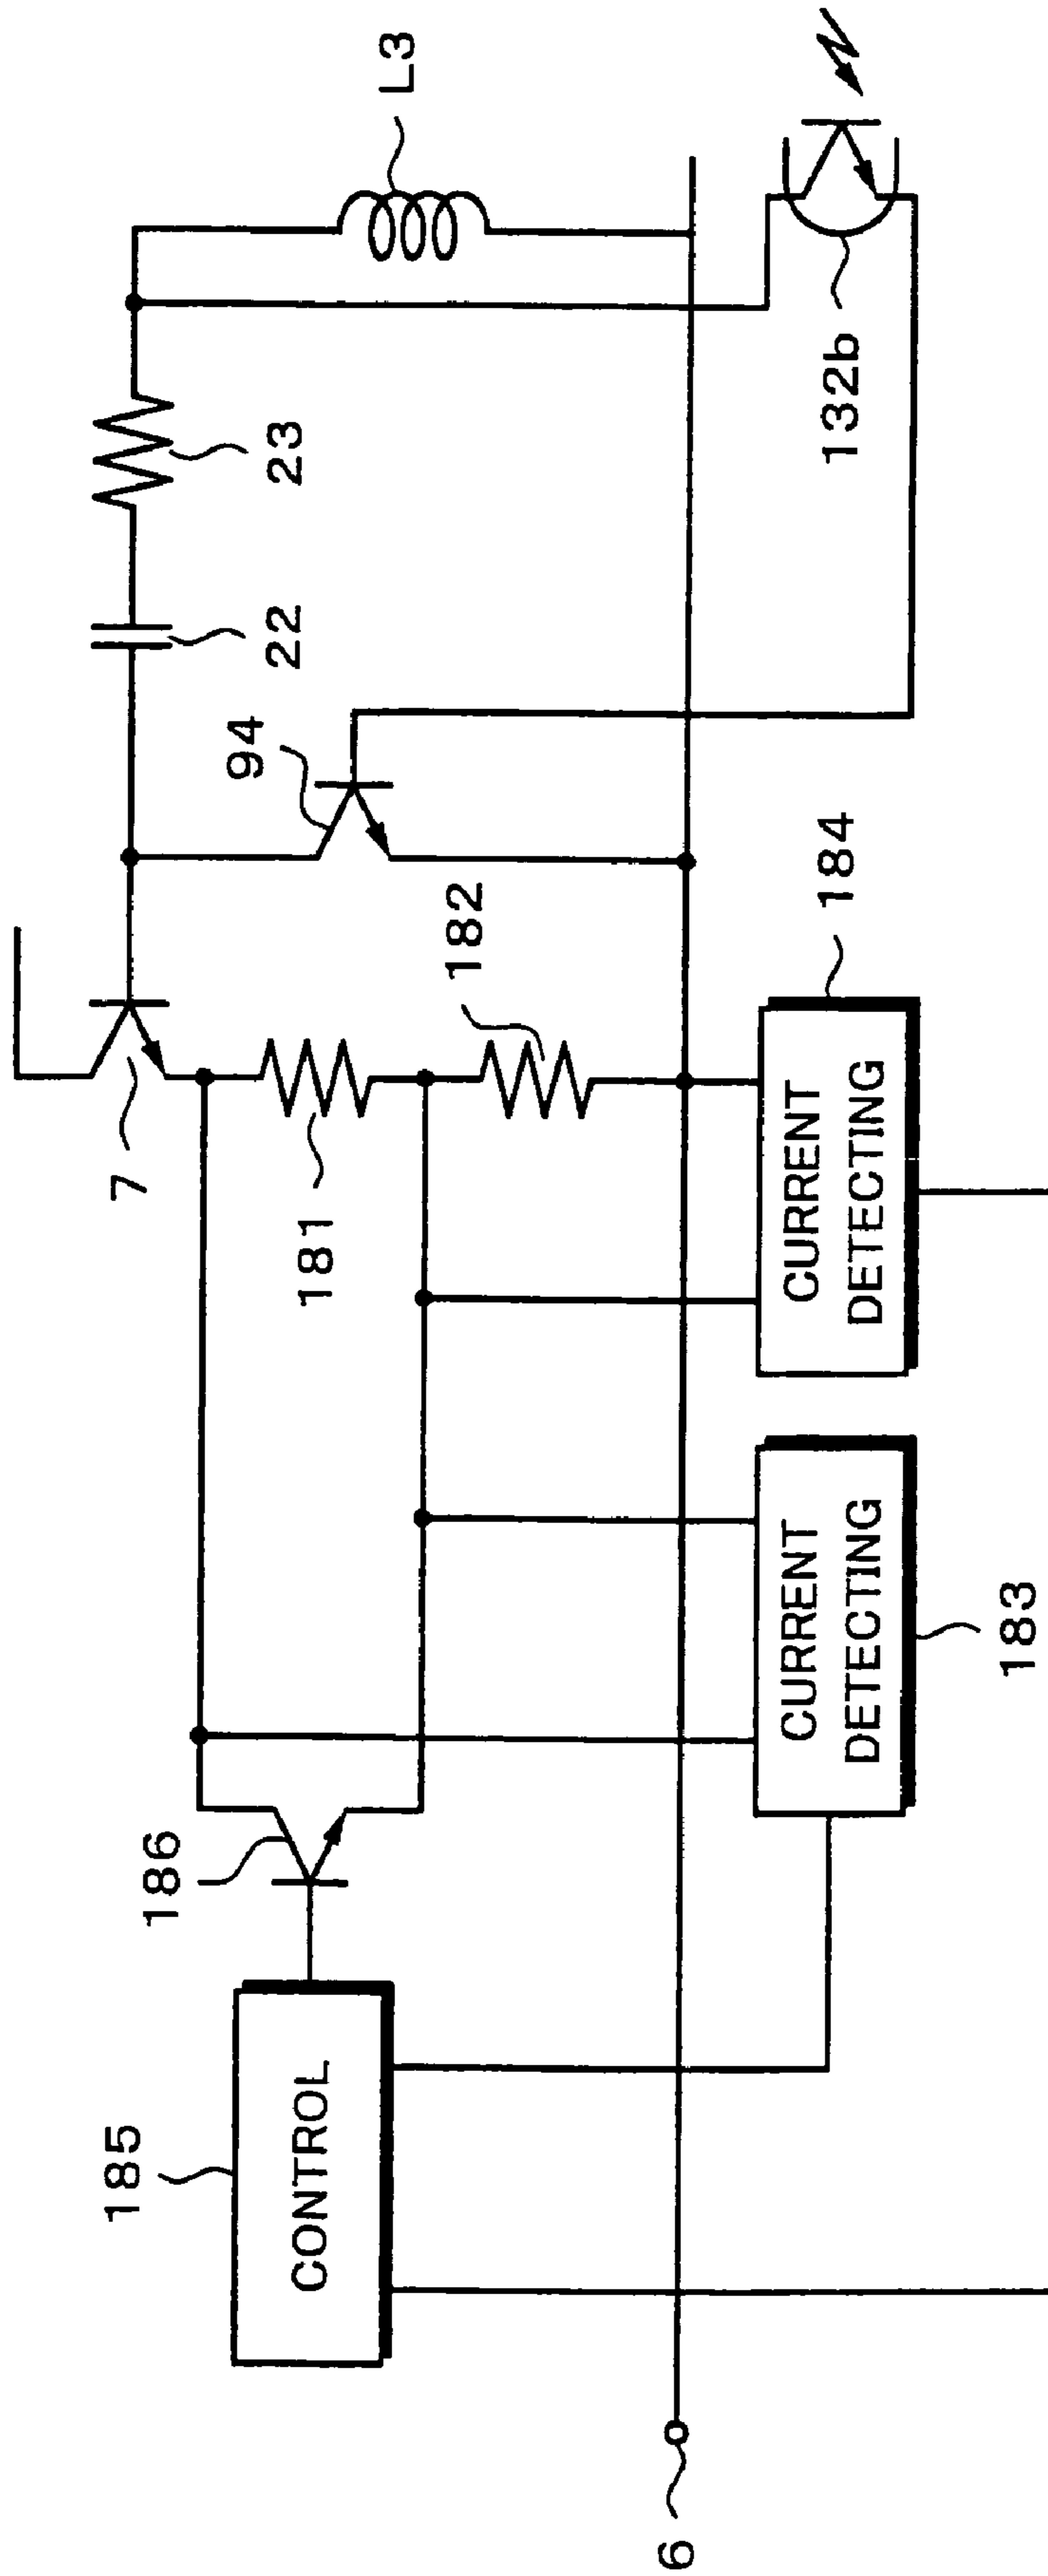 L3
23
22
132b
94
184
182
7
181
CURRENT
DETECTING
CURRENT
DETECTING
183
186
185
CONTROL
6